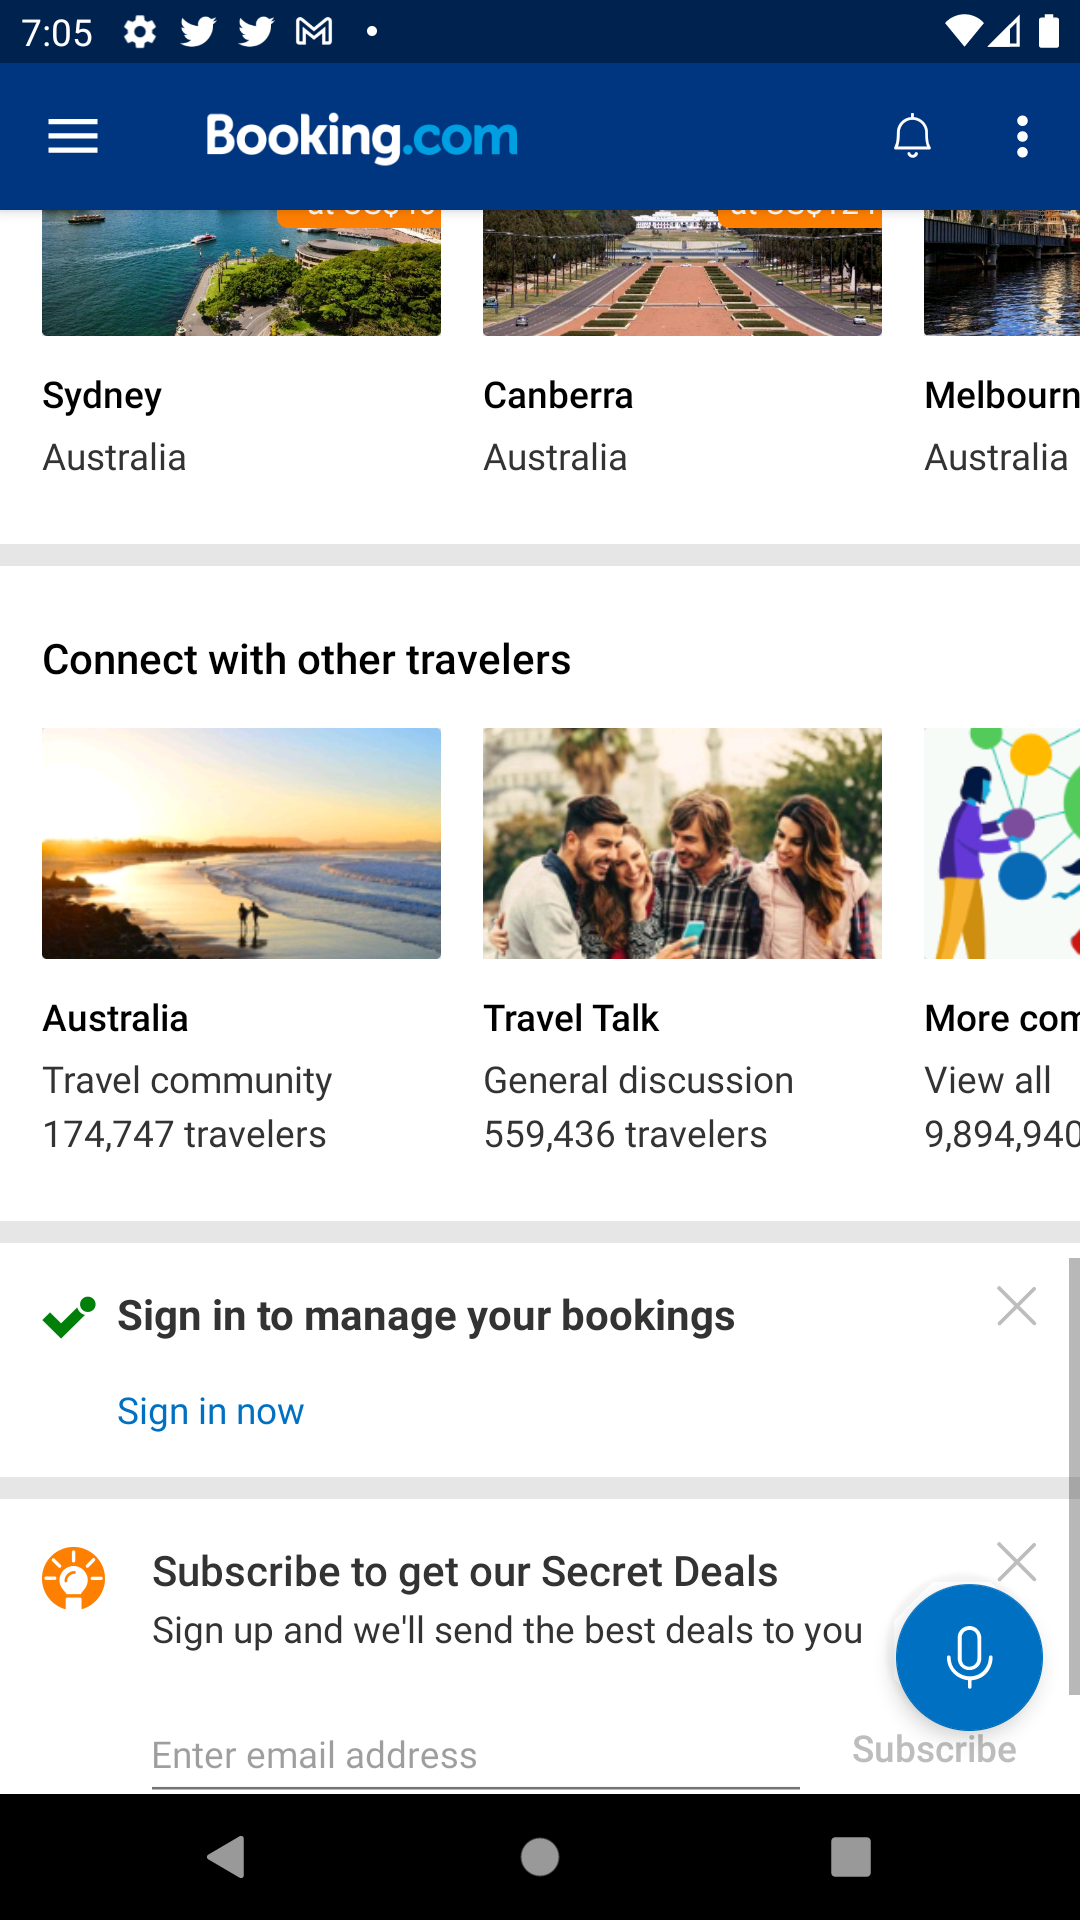 7:05
Booking.com
Sydney
Canberra
Melbourn
Australia
Australia
Australia
Connect with other travelers
Australia
Travel Talk
More com
Travel community
General discussion
View all
174,747 travelers
559,436 travelers
9,894,940
Sign in to manage your bookings
Sign in now
Subscribe to get our Secret Deals
Sign up and we'll send the best deals to you
Enter email address
Subscribe